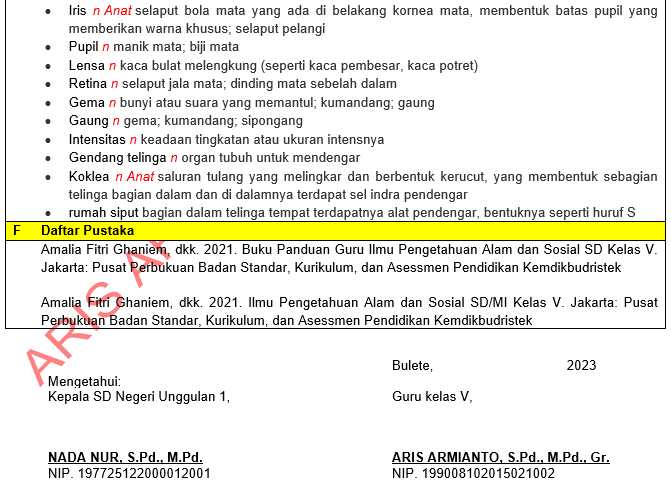 • Iris n Anat selaput bola mata yang ada di belakang kornea mata, membentuk batas pupil yang
memberikan warna khusus; selaput pelangi
• Pupil n manik mata; biji mata
• Lensa n kaca bulat melengkung (seperti kaca pembesar, kaca potret)
• Retina n selaput jala mata; dinding mata sebelah dalam
• Gema n bunyi atau suara yang memantul; kumandang; gaung
• Gaung n gema; kumandang; sipongang
• Intensitas n keadaan tingkatan atau ukuran intensnya
• Gendang telinga n organ tubuh untuk mendengar
• Koklea n Anat saluran tulang yang melingkar dan berbentuk kerucut, yang membentuk sebagian
telinga bagian dalam dan di dalamnya terdapat sel indra pendengar
• rumah siput bagian dalam telinga tempat terdapatnya alat pendengar, bentuknya seperti huruf S
F Daftar Pustaka
Amalia Fitri Ghaniem, dkk. 2021. Buku Panduan Guru Ilmu Pengetahuan Alam dan Sosial SD Kelas V.
Jakarta: Pusat Perbukuan Badan Standar, Kurikulum, dan Asessmen Pendidikan Kemdikbudristek
Amalia Fitri Ghaniem, dkk. 2021. Ilmu Pengetahuan Alam dan Sosial SD/MI Kelas V. Jakarta: Pusat
Perbukuan Badan Standar, Kurikulum, dan Asessmen Pendidikan Kemdikbudristek
ARIS
Bulete, 2023
Mengetahui:
Kepala SD Negeri Unggulan 1, Guru kelas V,
NADA NUR, S.Pd., M.Pd. ARIS ARMIANTO, S.Pd., M.Pd., Gr.
NIP. 197725122000012001 NIP. 199008102015021002